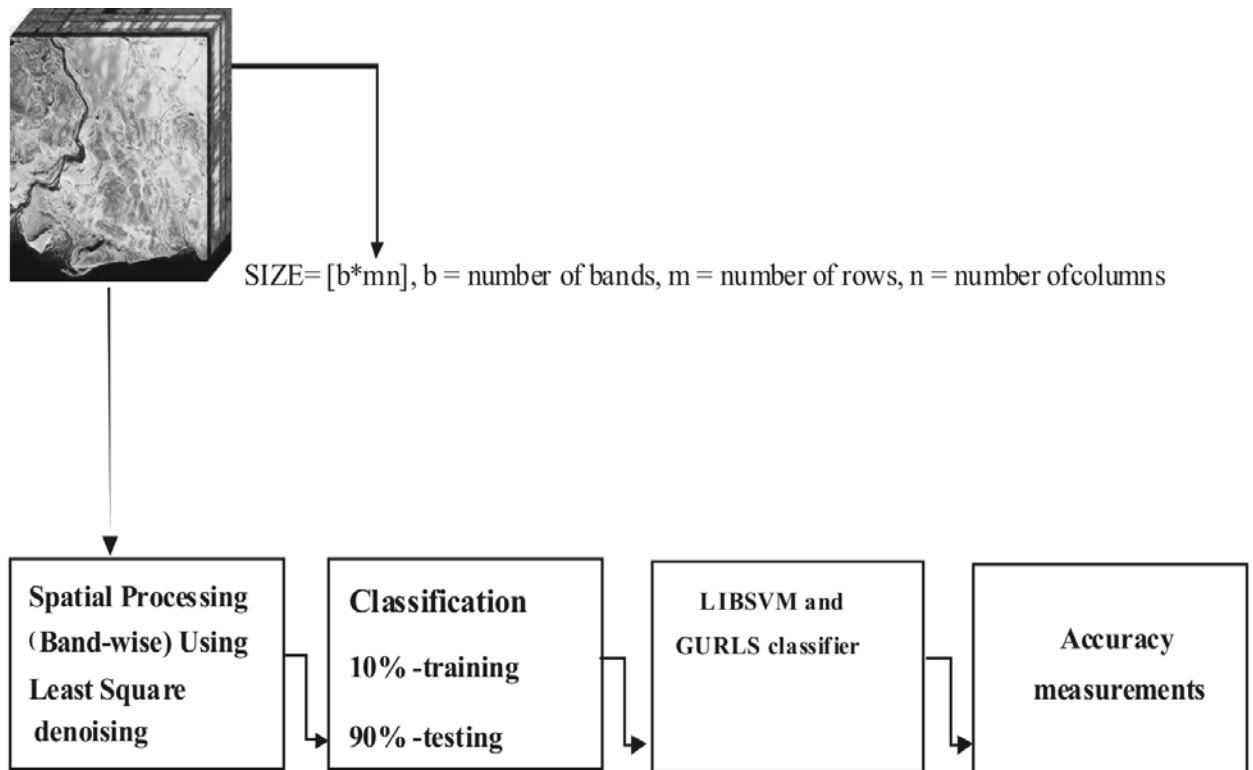 SIZE= [b*mn], b = number of bands, m = number of rows, n = number ofcolumns
Spatial Processing
(Band-wise) Using
Least Square
denoising
Classification
10%-training
90%-testing
LIBSVM and
GURLS classifier
Accuracy
measurements